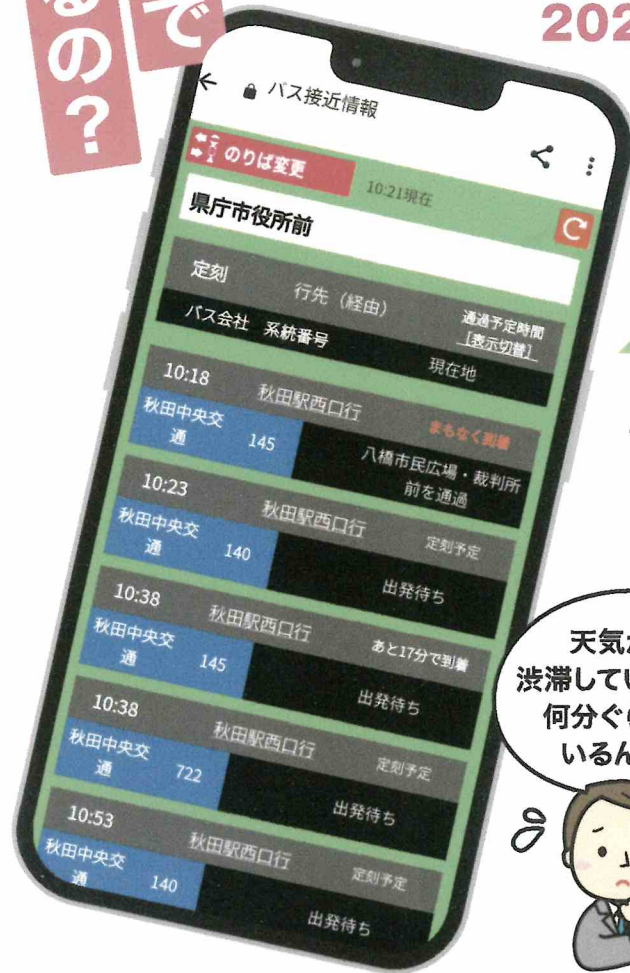 で
るの?
202
バス接近情報
のりば変更
10:21現在
県庁市役所前
定刻 行先(経由) 通過予定時間
[表示切替]
バス会社 系統番号 現在地
10:18 秋田駅西口行 まもなく到着
秋田中央交
通 145 八橋市民広場・裁判所
前を通過
10:23 秋田駅西口行 定刻予定
秋田中央交
通 140 出発待ち
10:38 秋田駅西口行 あと17分で到着
秋田中央交
通 145 出発待ち
10:38 秋田駅西口行 定刻予定
秋田中央交
通 722 出発待ち
10:53 秋田駅西口行 定刻予定
秋田中央交
通 140 出発待ち
天気
渋滞してい
何分ぐ
いるん